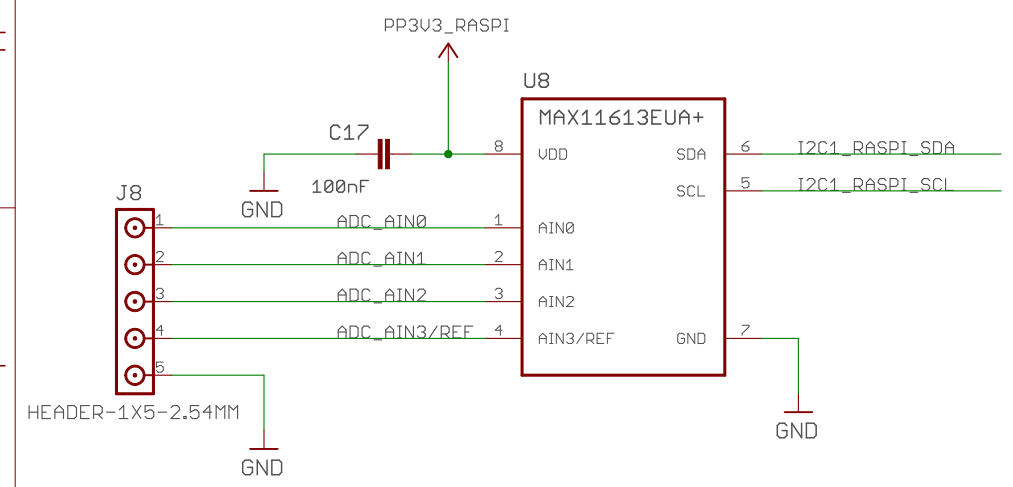 PP3V3_RASPI
U8
MAX11613EUA+
C17
8 VDD SDA 6 I2C1_RASPI_SDA
100nF
5 SCL I2C1_RASPI_SCL
GND
J8
1 ADC_AIN0 1 AIN0
2 ADC_AIN1 2 AIN1
3 ADC_AIN2 3 AIN2
4 ADC_AIN3/REF 4 AIN3/REF GND 7
5
HEADER-1X5-2.54MM
GND
GND